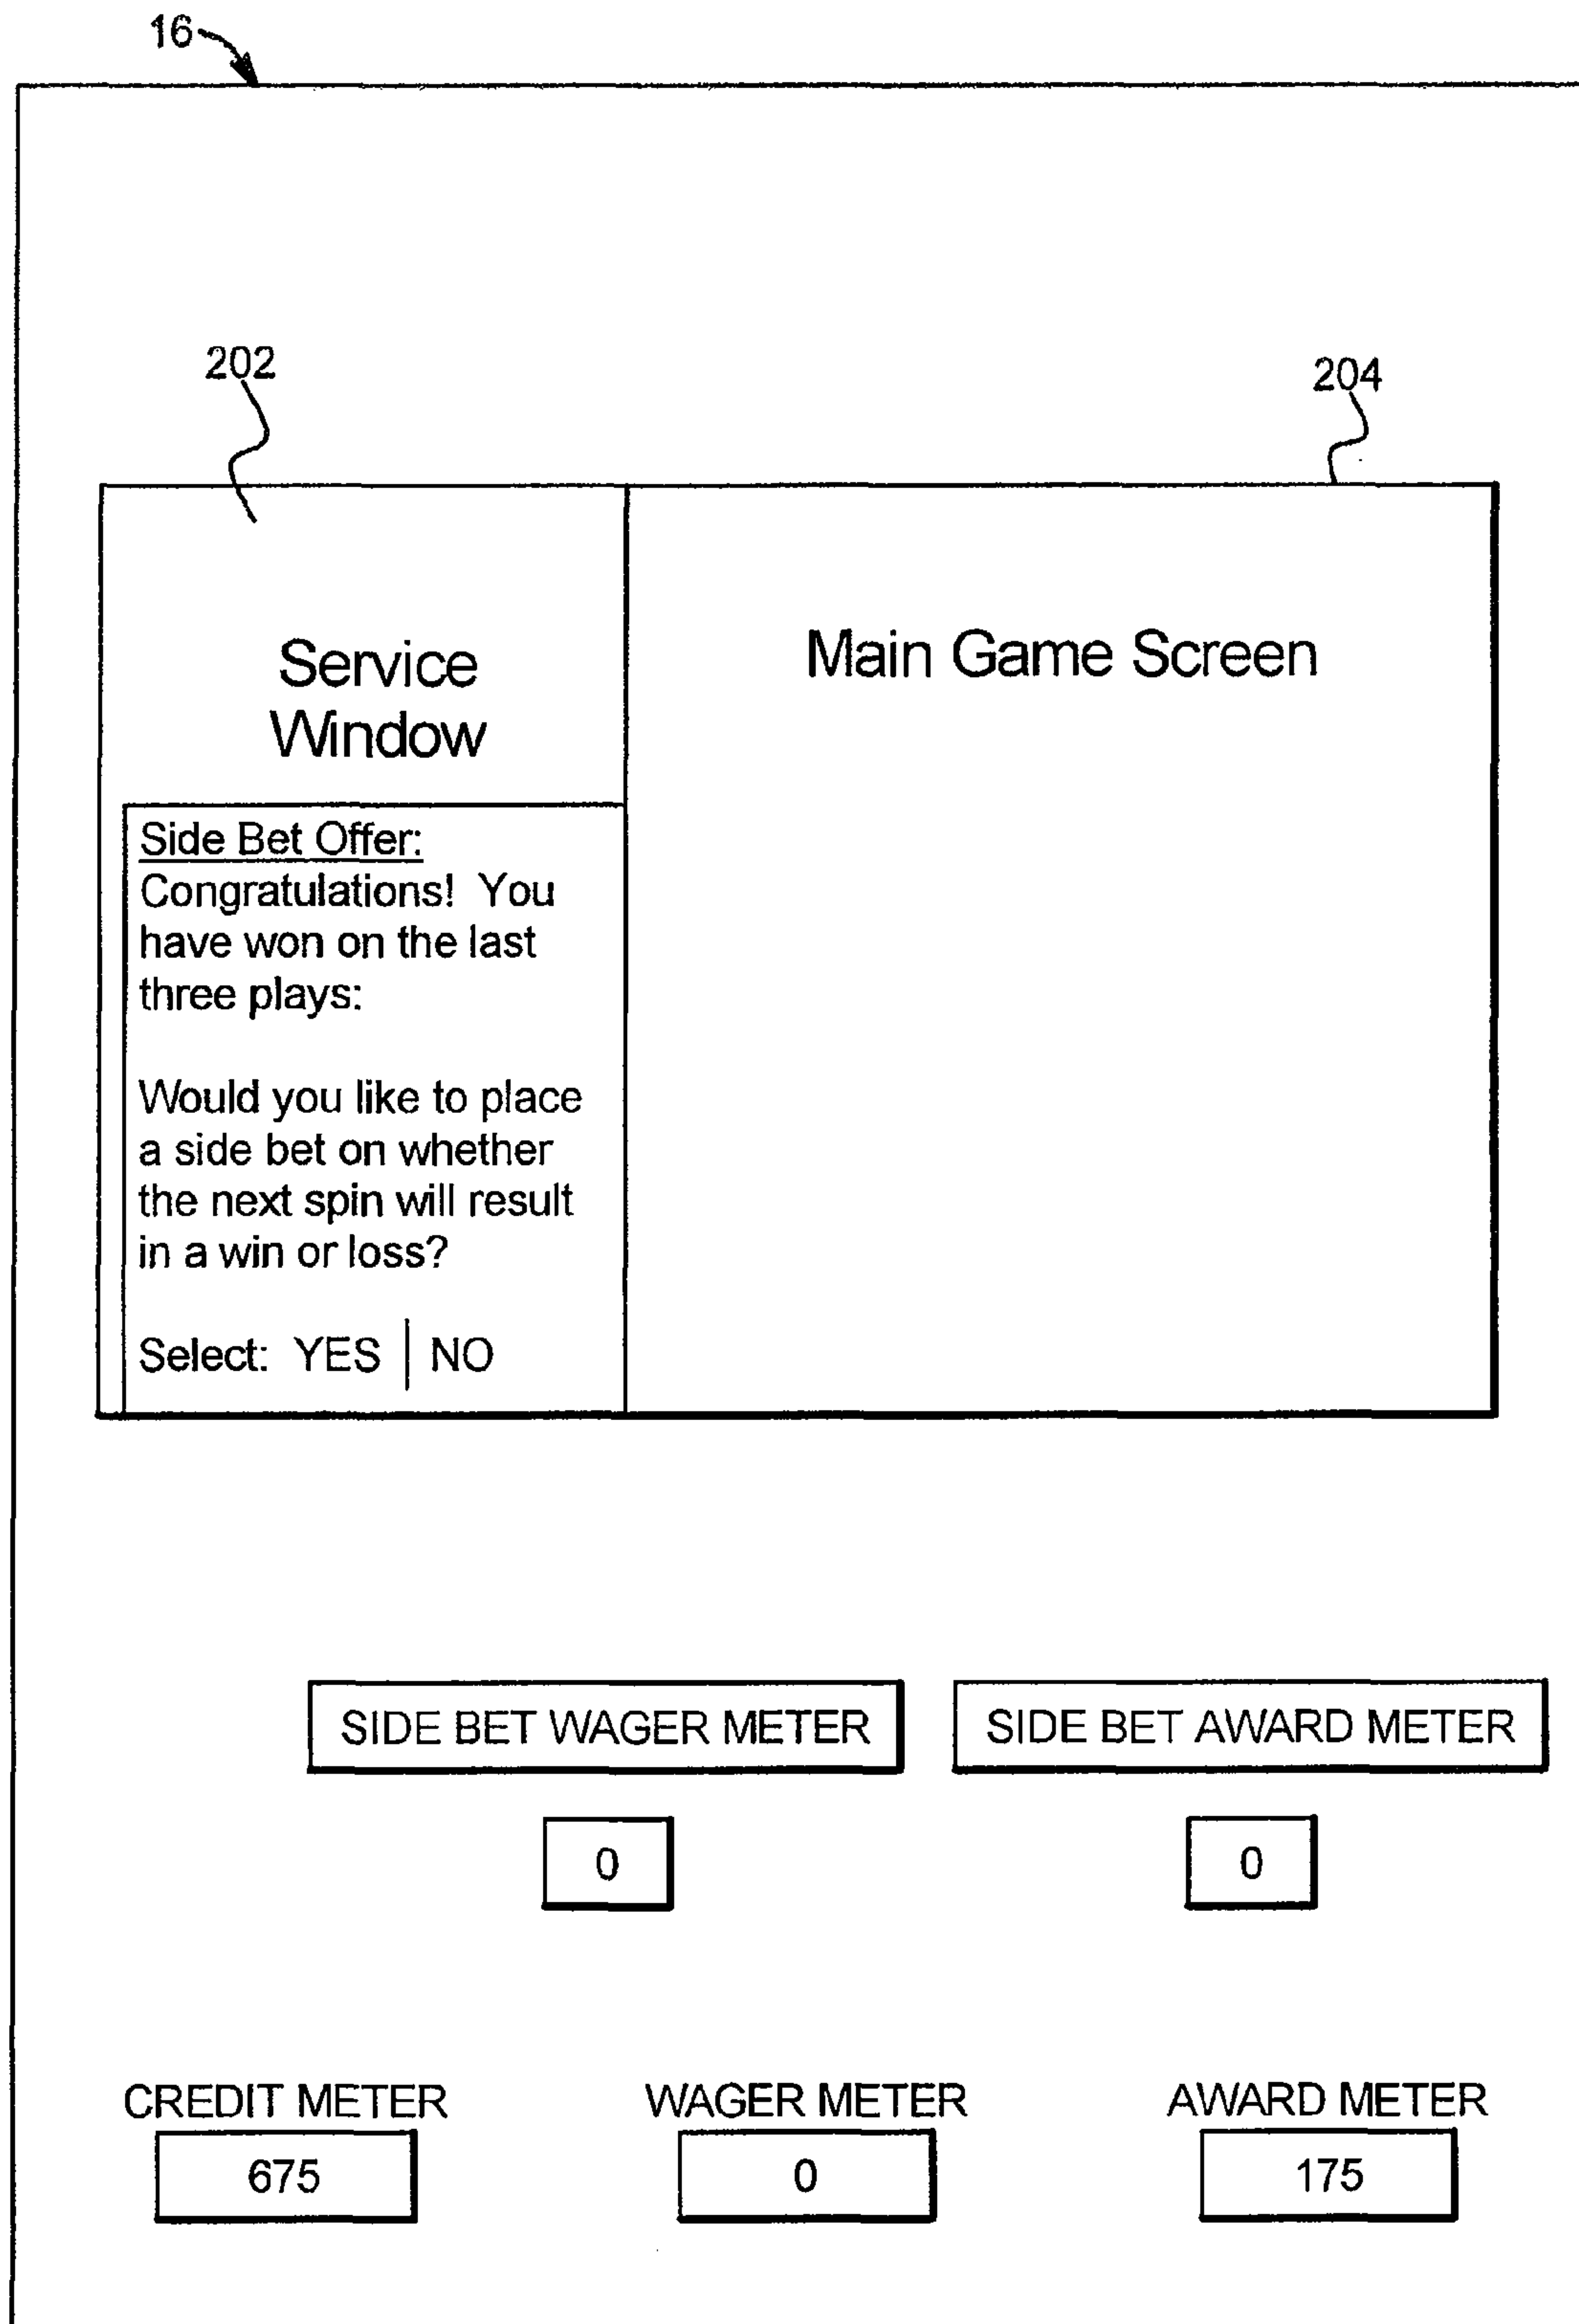 16
202
204
Service
Window
Main Game Screen
Side Bet Offer:
Congratulations! You
have won on the last
three plays:
Would you like to place
a side bet on whether
the next spin will result
in a win or loss?
Select: YES | NO
SIDE BET WAGER METER
SIDE BET AWARD METER
0
0
CREDIT METER
WAGER METER
AWARD METER
675
0
175